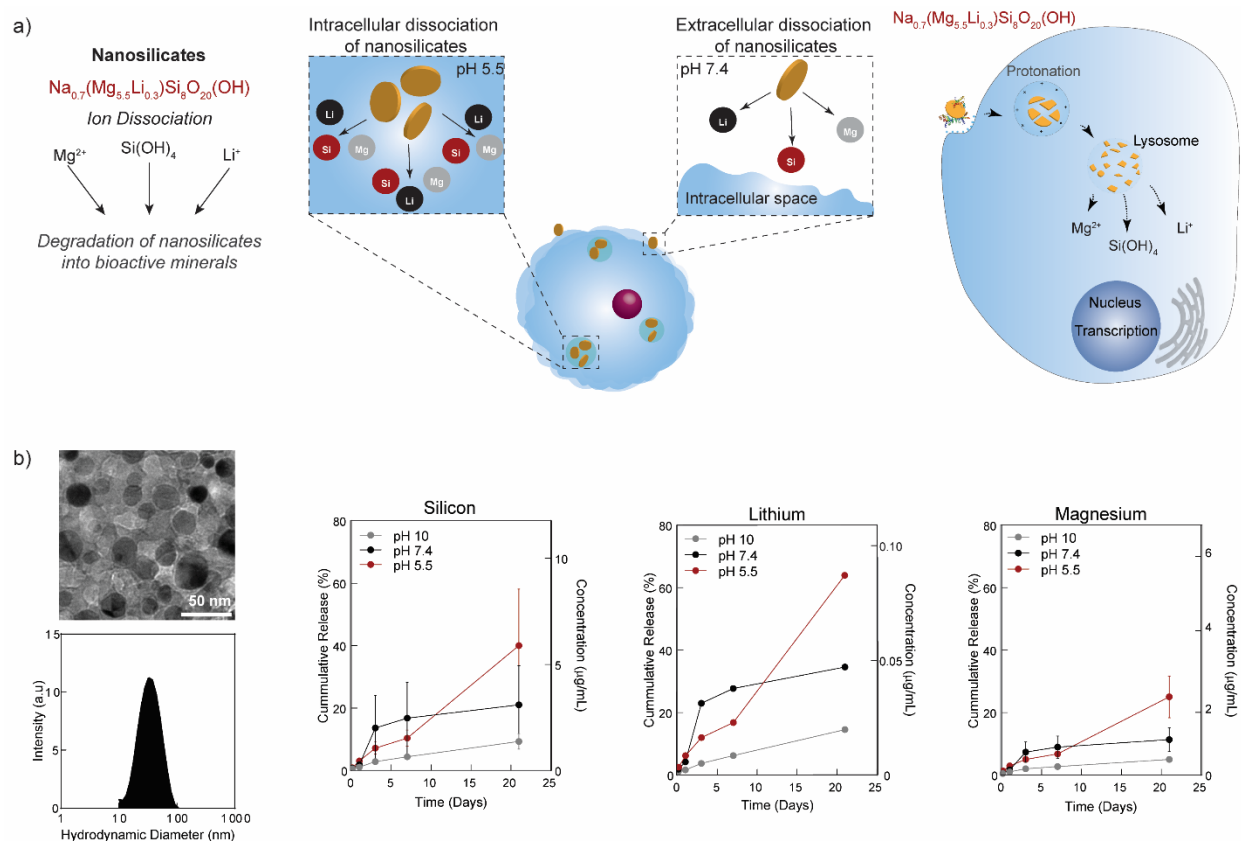 a)
Nanosilicates
Na0.7(Mg5.5Li0.3)Si8O20(OH)
Ion Dissociation
Mg2+
Si(OH)4
Li+
Degradation of nanosilicates
into bioactive minerals
Intracellular dissociation
of nanosilicates
pH 5.5
Li
Li
Si
Mg
Si
Mg
Si
Mg
Li
Extracellular dissociation
of nanosilicates
pH 7.4
Li
Mg
Si
Intracellular space
Na0.7(Mg5.5Li0.3)Si8O20(OH)
Protonation
Lysosome
Mg2+
Si(OH)4
Li+
Nucleus
Transcription
b)
50 nm
15
10
5
0
Intensity (a.u)
1
10
100
1000
Hydrodynamic Diameter (nm)
Silicon
pH 10
pH 7.4
pH 5.5
80
60
40
20
0
Cummulative Release (%)
10
5
0
Concentration (µg/mL)
0 5 10 15 20 25
Time (Days)
Lithium
pH 10
pH 7.4
pH 5.5
80
60
40
20
0
Cummulative Release (%)
0.10
0.05
0
Concentration (µg/mL)
0 5 10 15 20 25
Time (Days)
Magnesium
pH 10
pH 7.4
pH 5.5
80
60
40
20
0
Cummulative Release (%)
6
4
2
0
Concentration (µg/mL)
0 5 10 15 20 25
Time (Days)